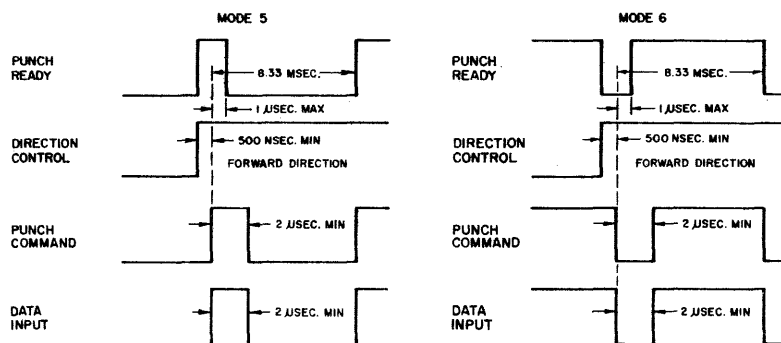 MODE 5
PUNCH
READY
8.33 MSEC.
1 μSEC. MAX
DIRECTION
CONTROL
500 NSEC. MIN
FORWARD DIRECTION
PUNCH
COMMAND
2 μSEC. MIN
DATA
INPUT
2 μSEC. MIN
MODE 6
PUNCH
READY
8.33 MSEC.
1 μSEC. MAX
DIRECTION
CONTROL
500 NSEC. MIN
FORWARD DIRECTION
PUNCH
COMMAND
2 μSEC. MIN
DATA
INPUT
2 μSEC. MIN